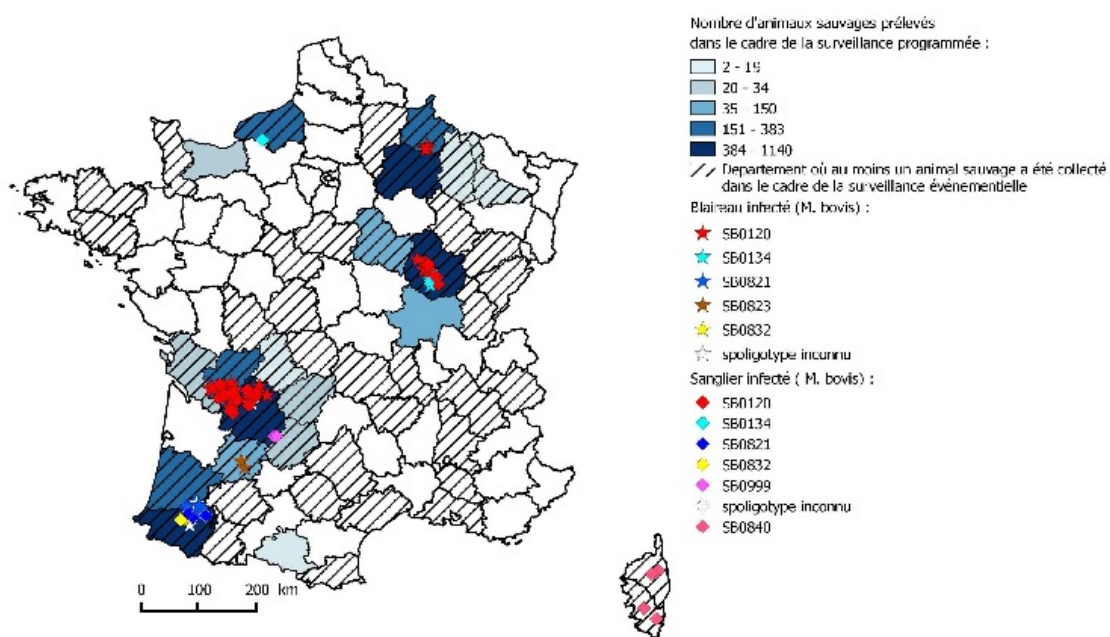 Nombre d'animaux sauvages prélevés
dans le cadre de la surveillance programmée :
2 - 19
20 - 34
35 - 150
151 - 383
384 - 1140
Departement où au moins un animal sauvage a été collecté
dans le cadre de la surveillance événementielle
Blaireau infecté (M. bovis) :
SB0120
SB0134
SB0821
SB0823
SB0832
spoligotype inconnu
Sanglier infecté ( M. bovis) :
SB0120
SB0134
SB0821
SB0832
SB0999
spoligotype inconnu
SB0840
0 100 200 km